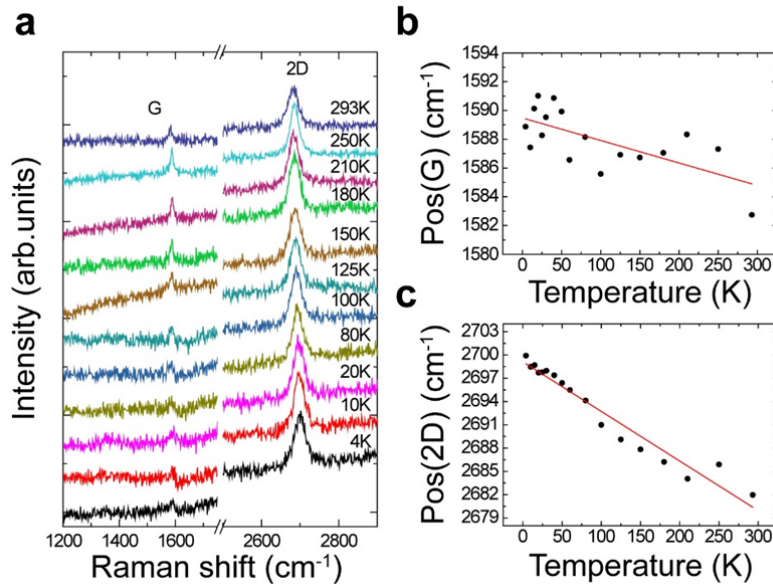 a
G
2D
293K
250K
210K
180K
150K
125K
100K
80K
20K
10K
4K
Intensity (arb.units)
1200 1400 1600 2600 2800
Raman shift (cm⁻¹)
b
1594
1592
1590
1588
1586
1584
1582
1580
0 50 100 150 200 250 300
Pos(G) (cm⁻¹)
Temperature (K)
c
2703
2700
2697
2694
2691
2688
2685
2682
2679
0 50 100 150 200 250 300
Pos(2D) (cm⁻¹)
Temperature (K)